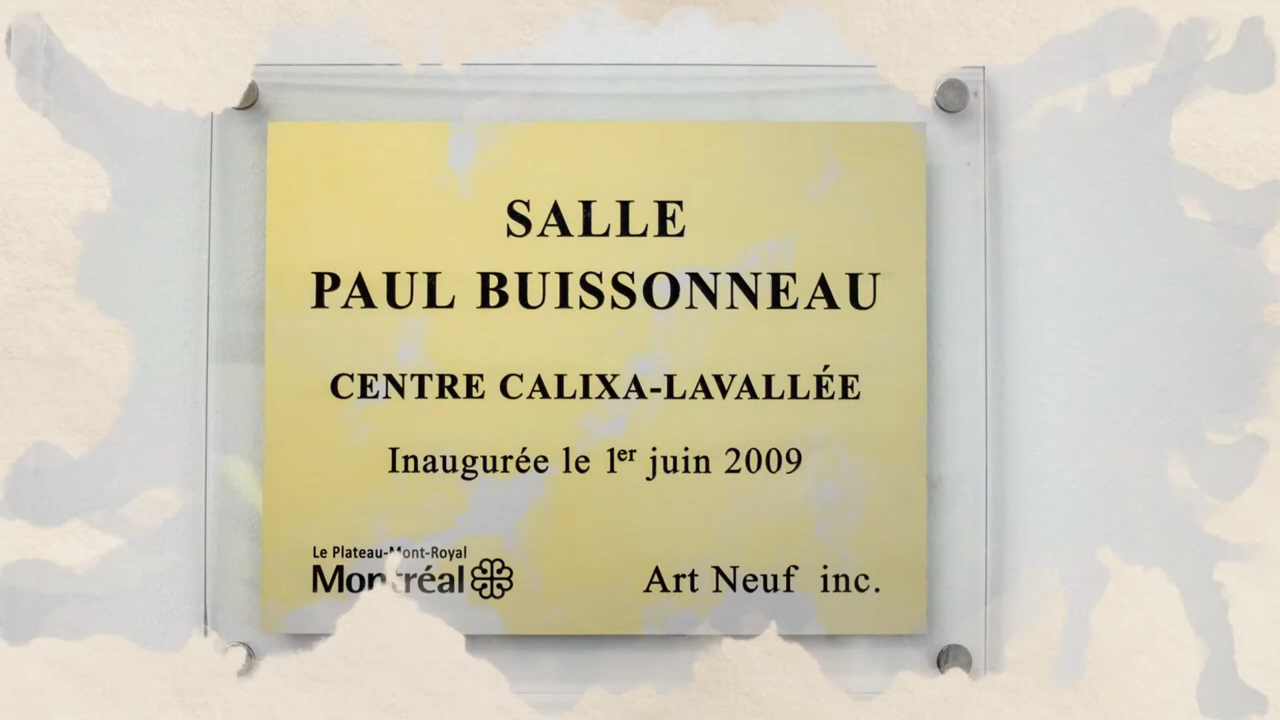 SALLE
PAUL BUISSONNEAU
CENTRE CALIXA-LAVALLÉE
Inaugurée le 1er juin 2009
Le Plateau-Mont-Royal
Montréal
Art Neuf inc.